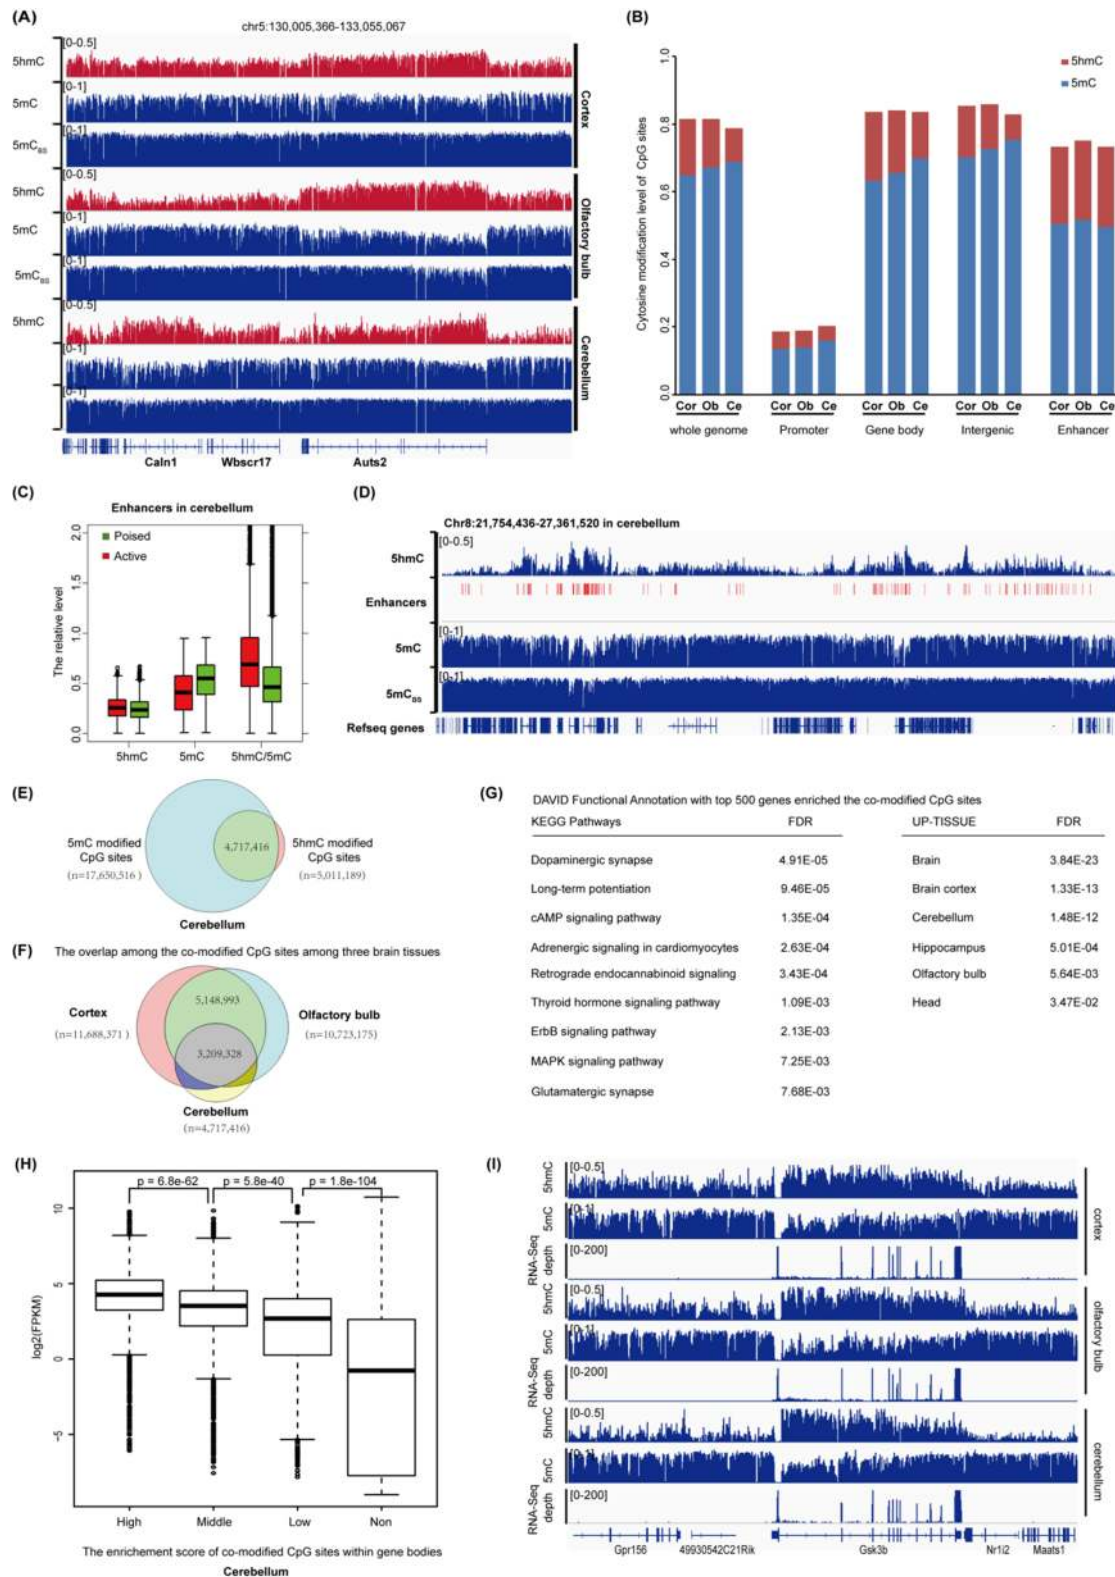 (A)
chr5:130,005,366-133,055,067
[0-0.5]
5hmC
[0-1]
5mC
[0-1]
5mCBS
Cortex
[0-0.5]
5hmC
[0-1]
5mC
[0-1]
5mCBS
Olfactory bulb
[0-0.5]
5hmC
[0-1]
[0-1]
Cerebellum
Caln1 Wbscr17 Auts2
(B)
5hmC
5mC
Cytosine modification level of CpG sites
1.0
0.8
0.6
0.4
0.2
0.0
Cor Ob Ce Cor Ob Ce Cor Ob Ce Cor Ob Ce Cor Ob Ce
whole genome Promoter Gene body Intergenic Enhancer
(C)
Enhancers in cerebellum
Poised
Active
The relative level
2.0
1.5
1.0
0.5
0.0
5hmC 5mC 5hmC/5mC
(D)
Chr8:21,754,436-27,361,520 in cerebellum
[0-0.5]
5hmC
Enhancers
[0-1]
5mC
[0-1]
5mCBS
Refseq genes
(E)
5mC modified
CpG sites
(n=17,650,516 )
4,717,416
5hmC modified
CpG sites
(n=5,011,189)
Cerebellum
(F) The overlap among the co-modified CpG sites among three brain tissues
Cortex
(n=11,688,371 )
5,148,993
Olfactory bulb
(n=10,723,175)
3,209,328
Cerebellum
(n=4,717,416)
(G)
DAVID Functional Annotation with top 500 genes enriched the co-modified CpG sites
KEGG Pathways FDR UP-TISSUE FDR
Dopaminergic synapse 4.91E-05 Brain 3.84E-23
Long-term potentiation 9.46E-05 Brain cortex 1.33E-13
cAMP signaling pathway 1.35E-04 Cerebellum 1.48E-12
Adrenergic signaling in cardiomyocytes 2.63E-04 Hippocampus 5.01E-04
Retrograde endocannabinoid signaling 3.43E-04 Olfactory bulb 5.64E-03
Thyroid hormone signaling pathway 1.09E-03 Head 3.47E-02
ErbB signaling pathway 2.13E-03
MAPK signaling pathway 7.25E-03
Glutamatergic synapse 7.68E-03
(H)
p = 6.8e-62 p = 5.8e-40 p = 1.8e-104
log2(FPKM)
10
5
0
−5
High Middle Low Non
The enrichement score of co-modified CpG sites within gene bodies
Cerebellum
(I)
[0-0.5]
5hmC
[0-1]
5mC
[0-200]
RNA-Seq
depth
cortex
[0-0.5]
5hmC
[0-1]
5mC
[0-200]
RNA-Seq
depth
olfactory bulb
[0-0.5]
5hmC
[0-1]
5mC
[0-200]
RNA-Seq
depth
cerebellum
Gpr156 49930542C21Rik Gsk3b Nr1i2 Maats1